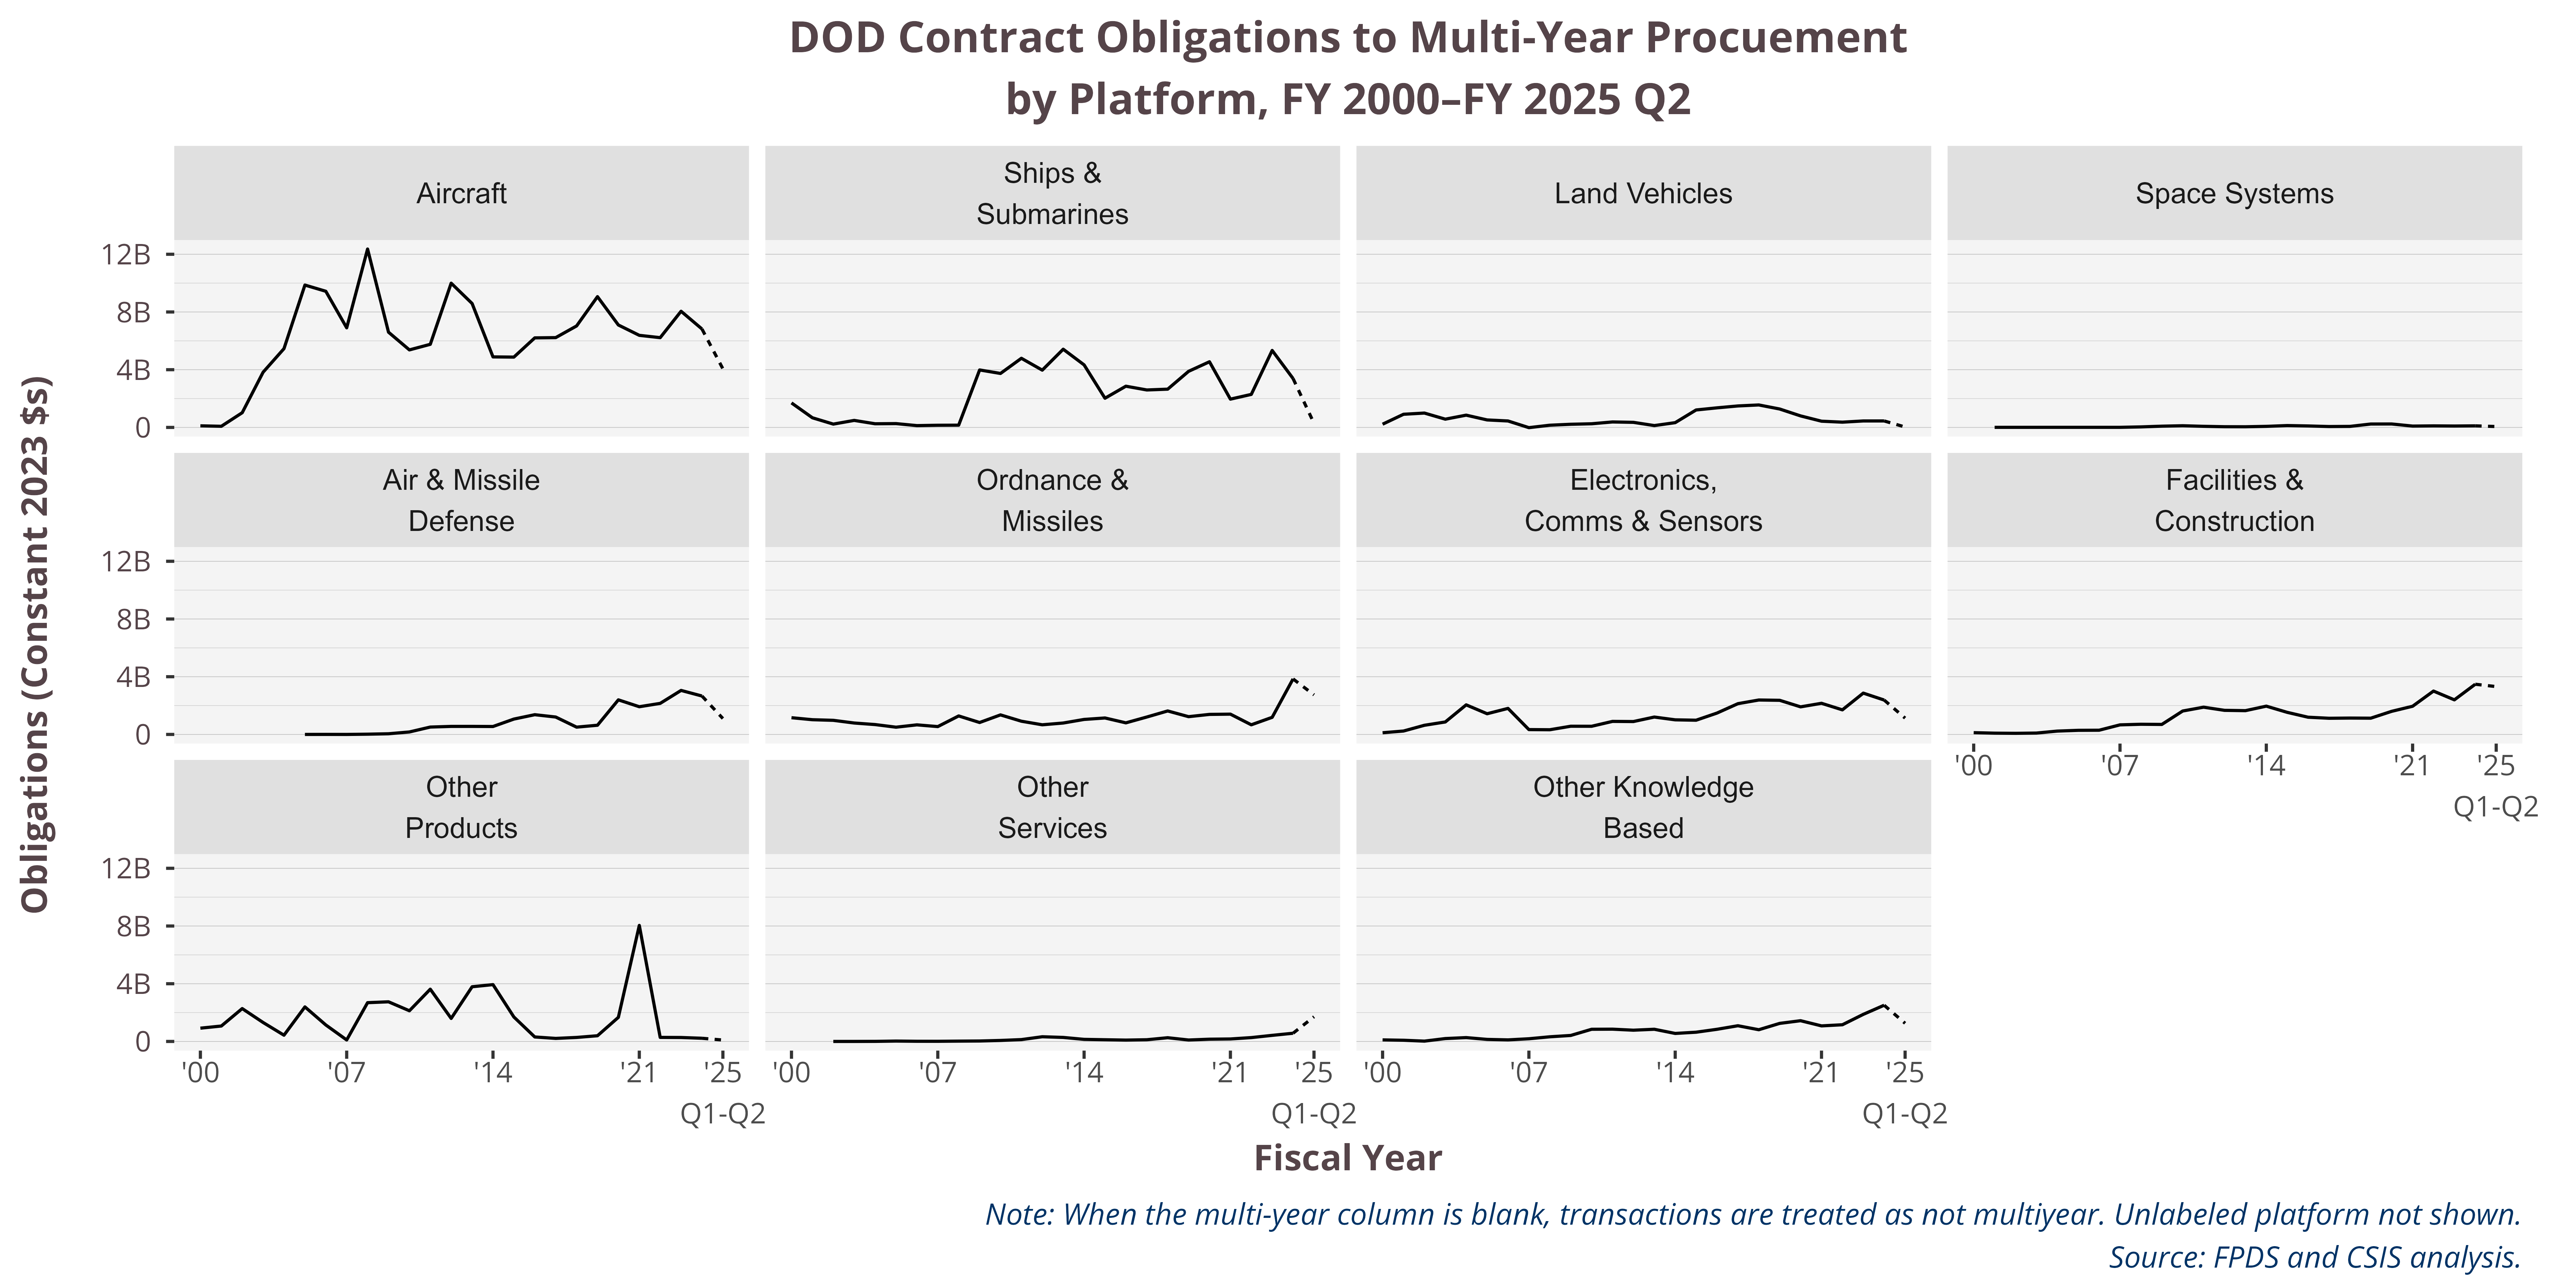 DOD Contract Obligations to Multi-Year Procuement
by Platform, FY 2000–FY 2025 Q2
Obligations (Constant 2023 $s)
Aircraft
Ships &
Submarines
Land Vehicles
Space Systems
12B
8B
4B
0
Air & Missile
Defense
Ordnance &
Missiles
Electronics,
Comms & Sensors
Facilities &
Construction
12B
8B
4B
0
'00
'07
'14
'21
'25
Q1-Q2
Other
Products
Other
Services
Other Knowledge
Based
12B
8B
4B
0
'00
'07
'14
'21
'25
Q1-Q2
'00
'07
'14
'21
'25
Q1-Q2
'00
'07
'14
'21
'25
Q1-Q2
Fiscal Year
Note: When the multi-year column is blank, transactions are treated as not multiyear. Unlabeled platform not shown.
Source: FPDS and CSIS analysis.